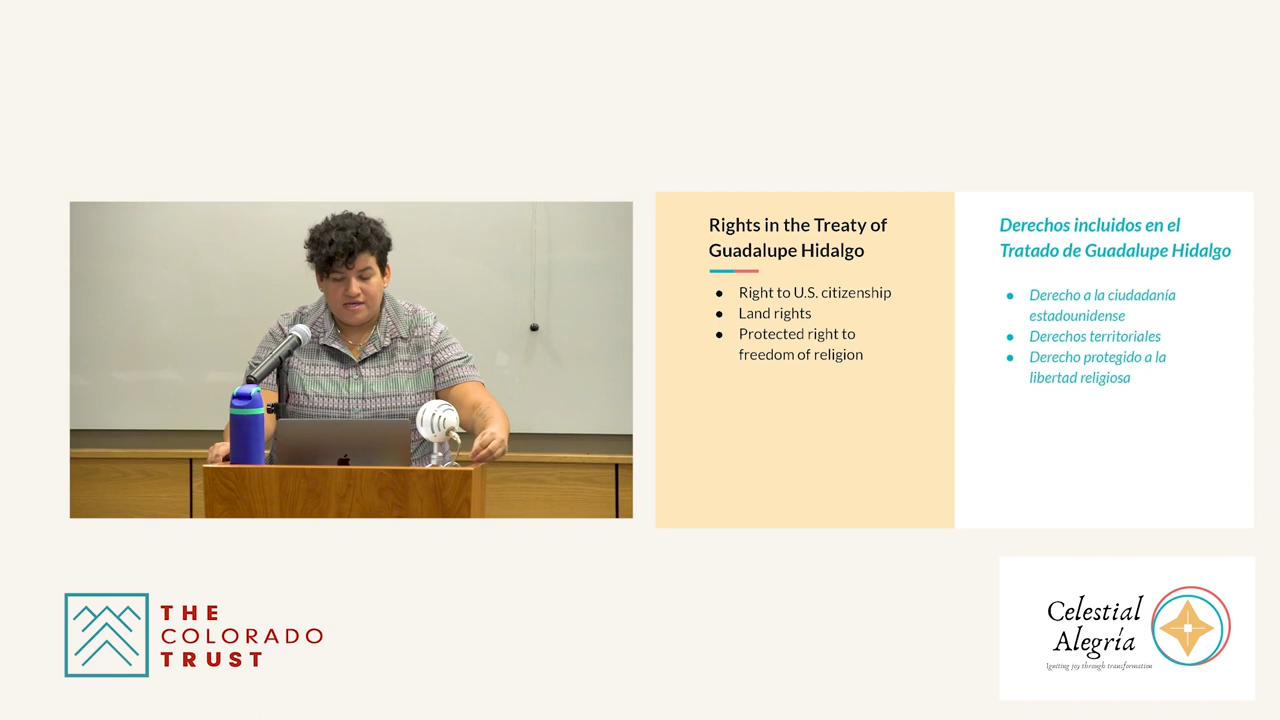 Rights in the Treaty of
Guadalupe Hidalgo
● Right to U.S. citizenship
● Land rights
● Protected right to
freedom of religion
Derechos incluidos en el
Tratado de Guadalupe Hidalgo
● Derecho a la ciudadanía
estadounidense
● Derechos territoriales
● Derecho protegido a la
libertad religiosa
THE
COLORADO
TRUST
Celestial
Alegría
Igniting joy through transformation